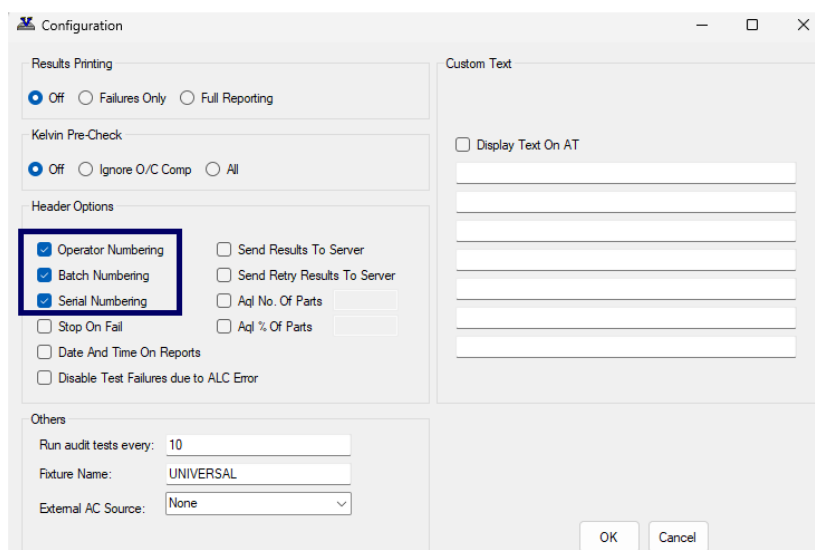 Configuration
Results Printing
Off Failures Only Full Reporting
Kelvin Pre-Check
Off Ignore O/C Comp All
Header Options
Operator Numbering Send Results To Server
Batch Numbering Send Retry Results To Server
Serial Numbering Aql No. Of Parts
Stop On Fail Aql % Of Parts
Date And Time On Reports
Disable Test Failures due to ALC Error
Others
Run audit tests every: 10
Fixture Name: UNIVERSAL
External AC Source: None
Custom Text
Display Text On AT
OK Cancel